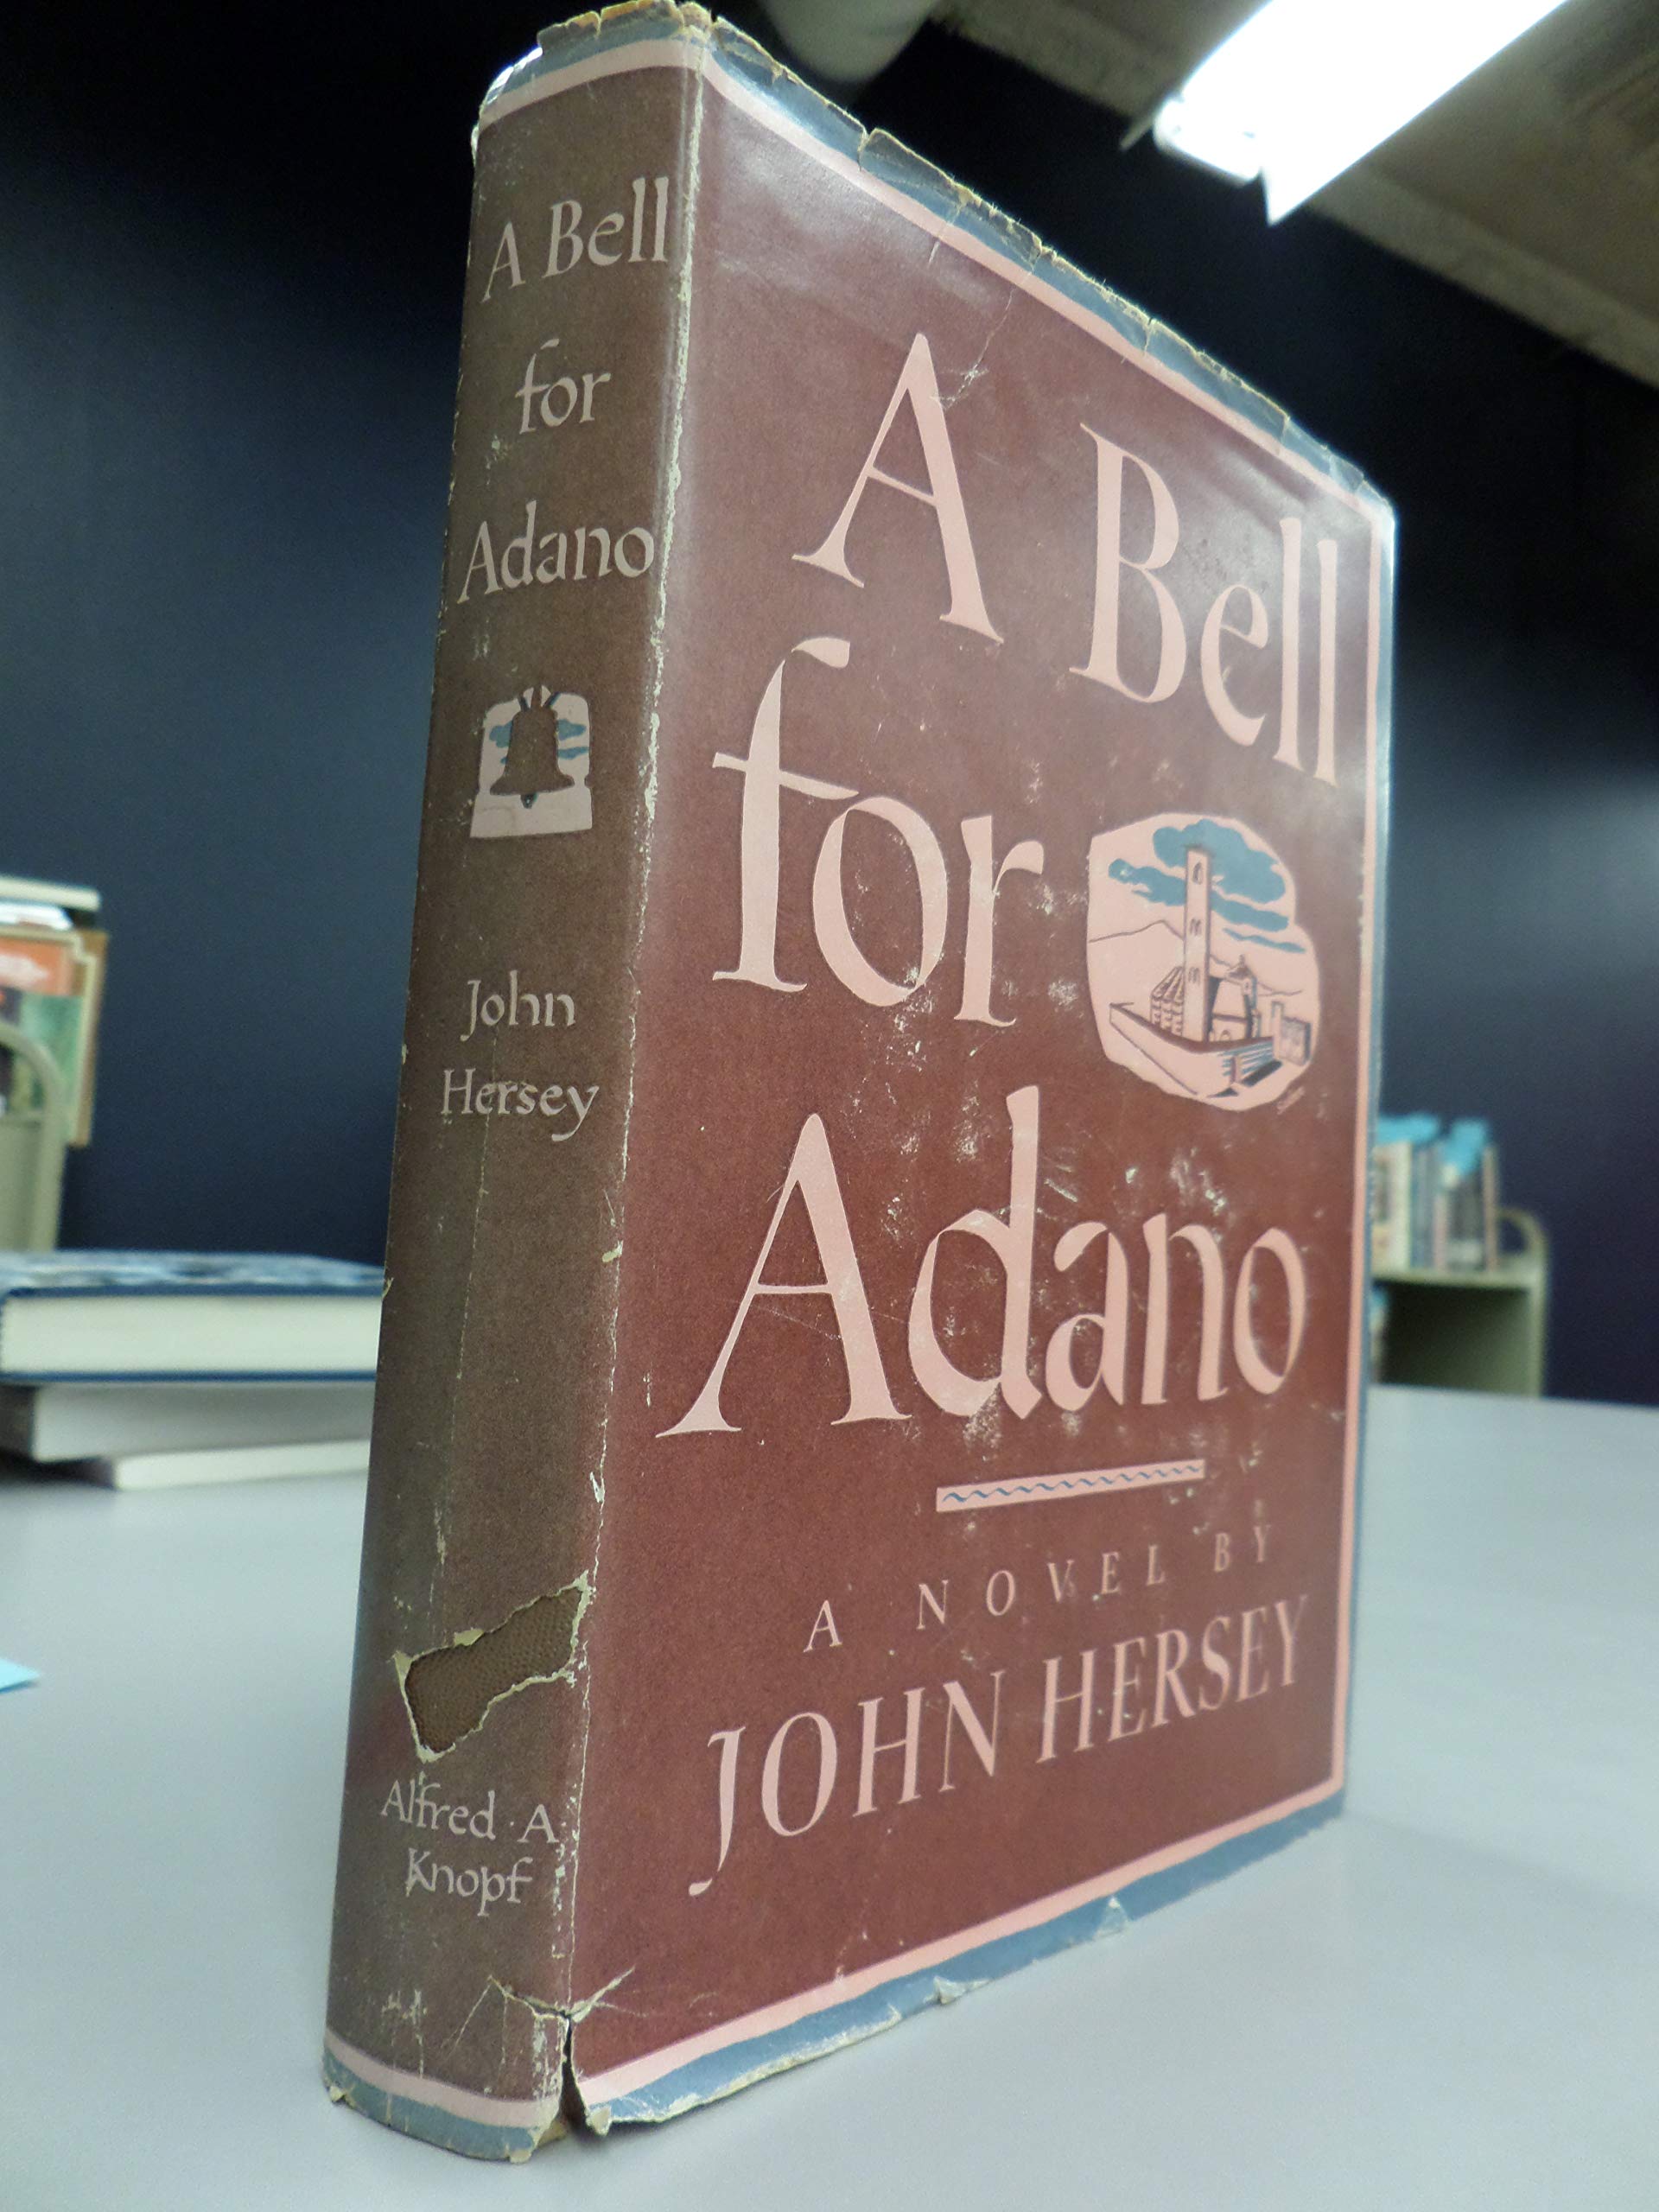 A Bell
for
Adano
John
Hersey
Alfred · A
Knopf
A Bell
for
Adano
A NOVEL BY
JOHN HERSEY